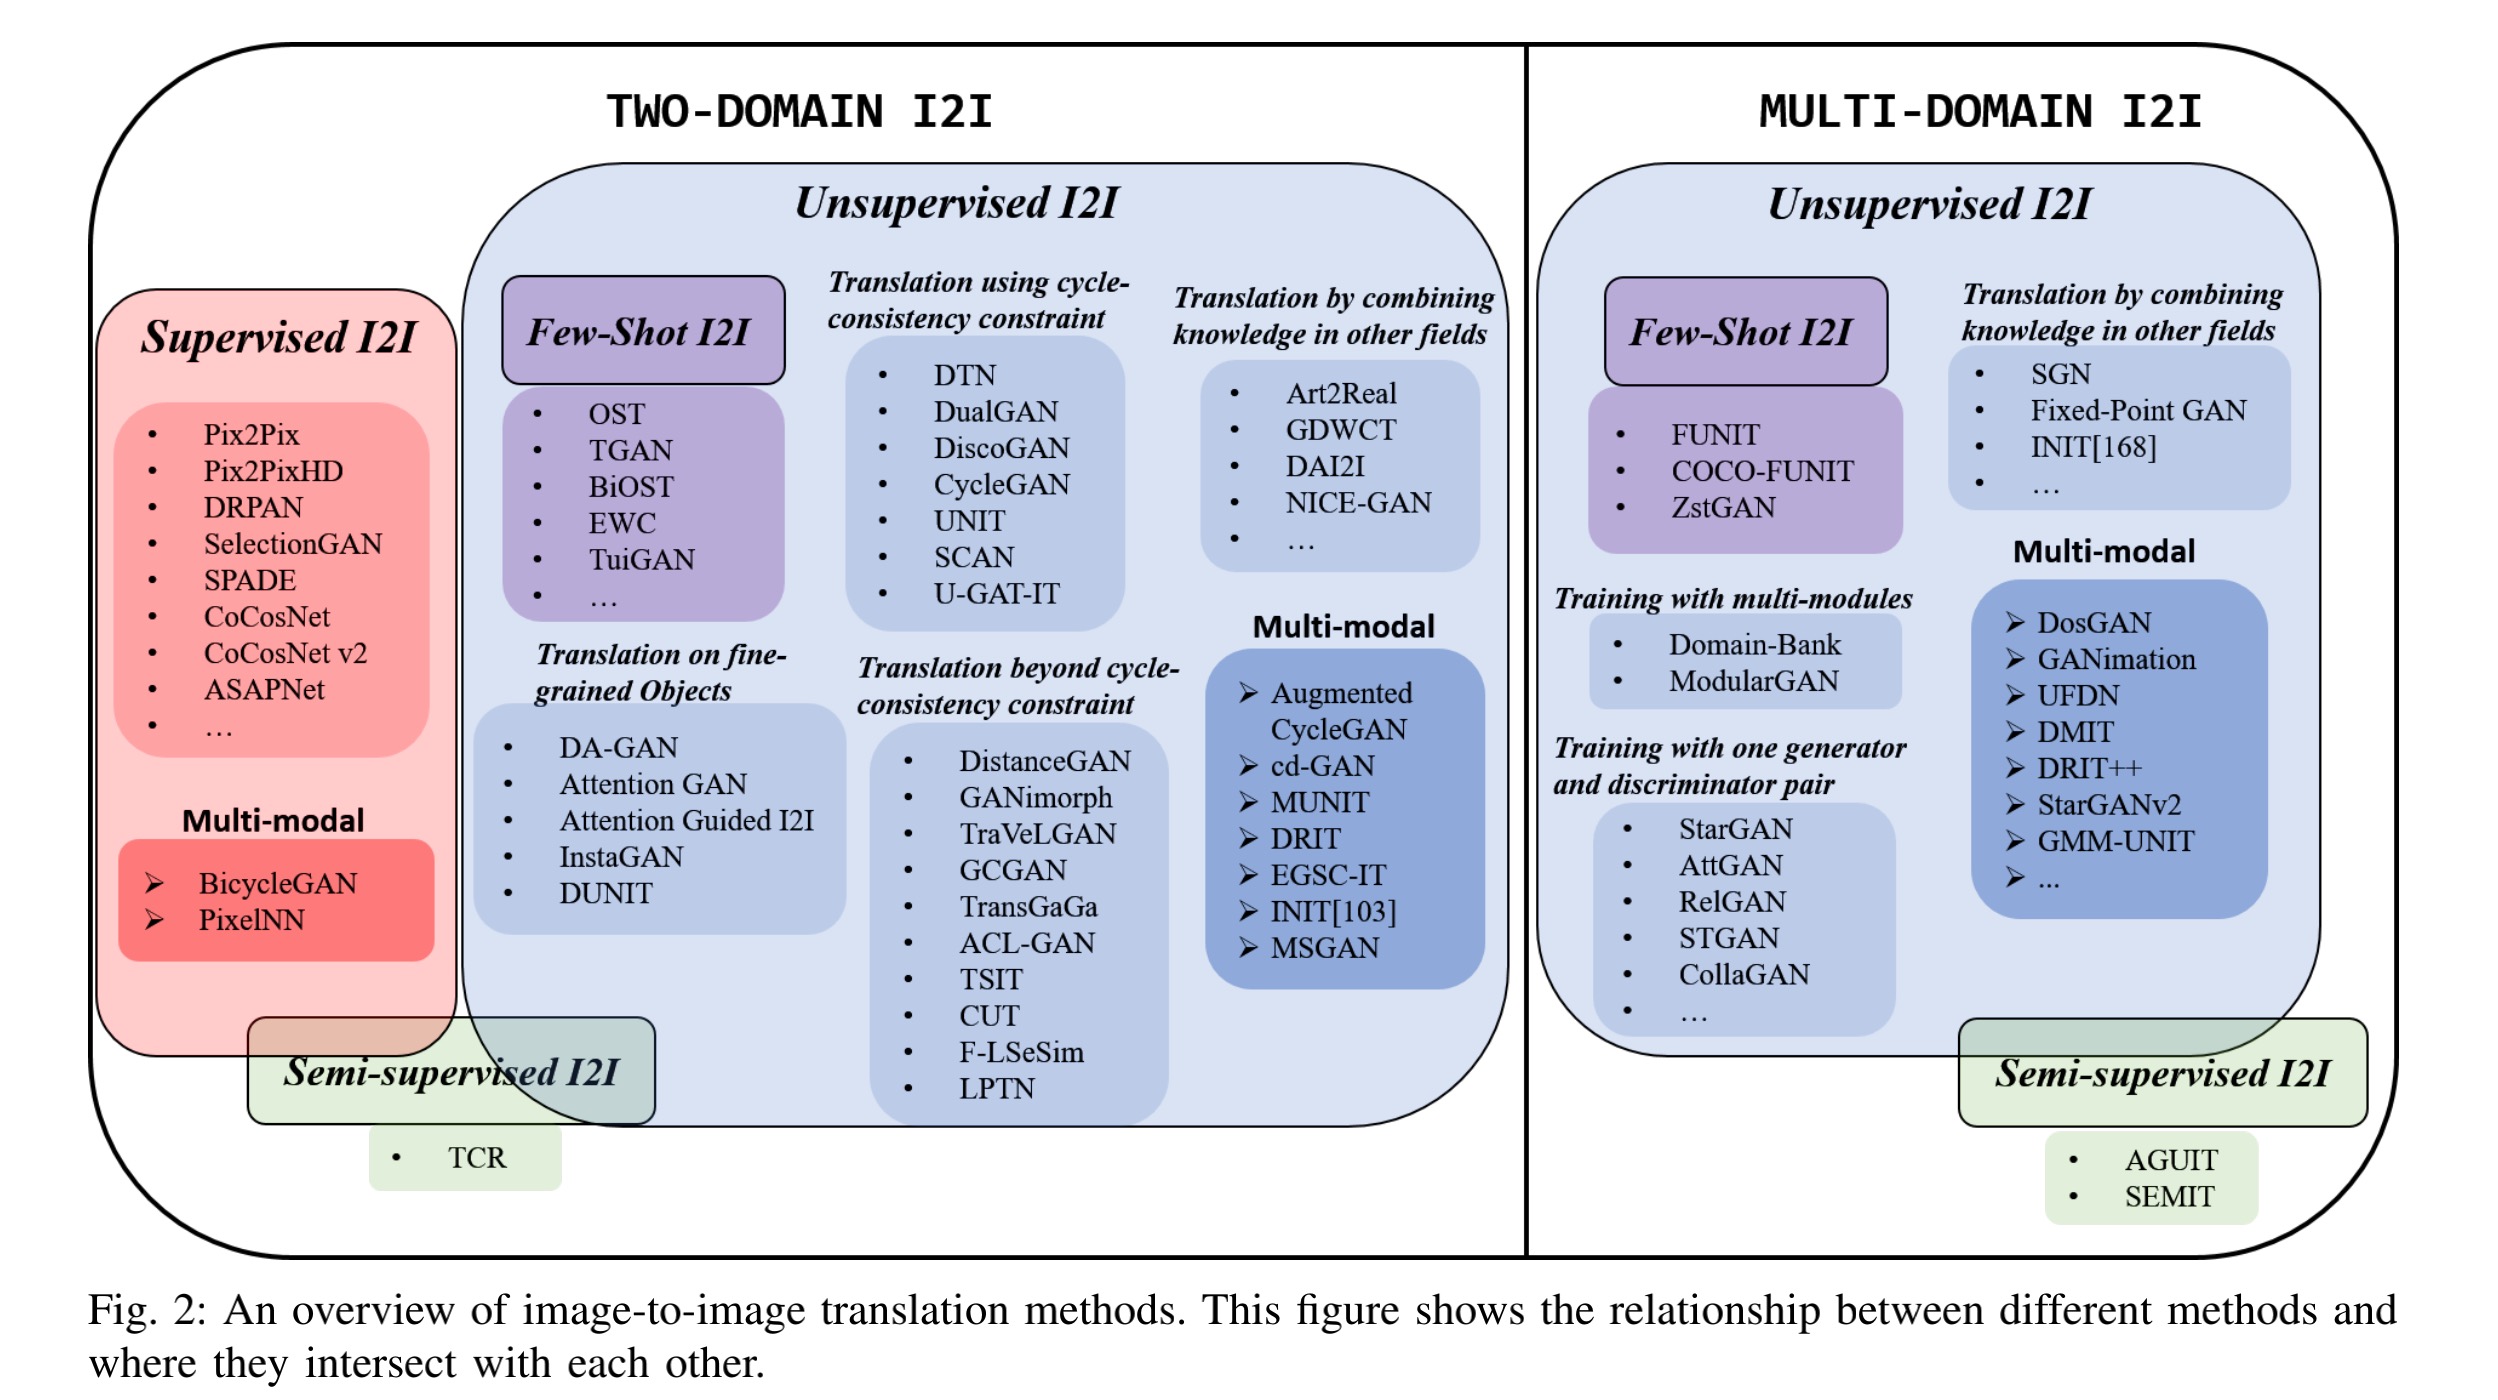 TWO-DOMAIN I2I
Supervised I2I
• Pix2Pix
• Pix2PixHD
• DRPAN
• SelectionGAN
• SPADE
• CoCosNet
• CoCosNet v2
• ASAPNet
• …
Multi-modal
➢ BicycleGAN
➢ PixelNN
Unsupervised I2I
Few-Shot I2I
• OST
• TGAN
• BiOST
• EWC
• TuiGAN
• …
Translation on fine-
grained Objects
• DA-GAN
• Attention GAN
• Attention Guided I2I
• InstaGAN
• DUNIT
Translation using cycle-
consistency constraint
• DTN
• DualGAN
• DiscoGAN
• CycleGAN
• UNIT
• SCAN
• U-GAT-IT
Translation beyond cycle-
consistency constraint
• DistanceGAN
• GANimorph
• TraVeLGAN
• GCGAN
• TransGaGa
• ACL-GAN
• TSIT
• CUT
• F-LSeSim
• LPTN
Translation by combining
knowledge in other fields
• Art2Real
• GDWCT
• DAI2I
• NICE-GAN
• …
Multi-modal
➢ Augmented
CycleGAN
➢ cd-GAN
➢ MUNIT
➢ DRIT
➢ EGSC-IT
➢ INIT[103]
➢ MSGAN
Semi-supervised I2I
• TCR
MULTI-DOMAIN I2I
Unsupervised I2I
Few-Shot I2I
• FUNIT
• COCO-FUNIT
• ZstGAN
Training with multi-modules
• Domain-Bank
• ModularGAN
Training with one generator
and discriminator pair
• StarGAN
• AttGAN
• RelGAN
• STGAN
• CollaGAN
• …
Translation by combining
knowledge in other fields
• SGN
• Fixed-Point GAN
• INIT[168]
• …
Multi-modal
➢ DosGAN
➢ GANimation
➢ UFDN
➢ DMIT
➢ DRIT++
➢ StarGANv2
➢ GMM-UNIT
➢ ...
Semi-supervised I2I
• AGUIT
• SEMIT
Fig. 2: An overview of image-to-image translation methods. This figure shows the relationship between different methods and
where they intersect with each other.